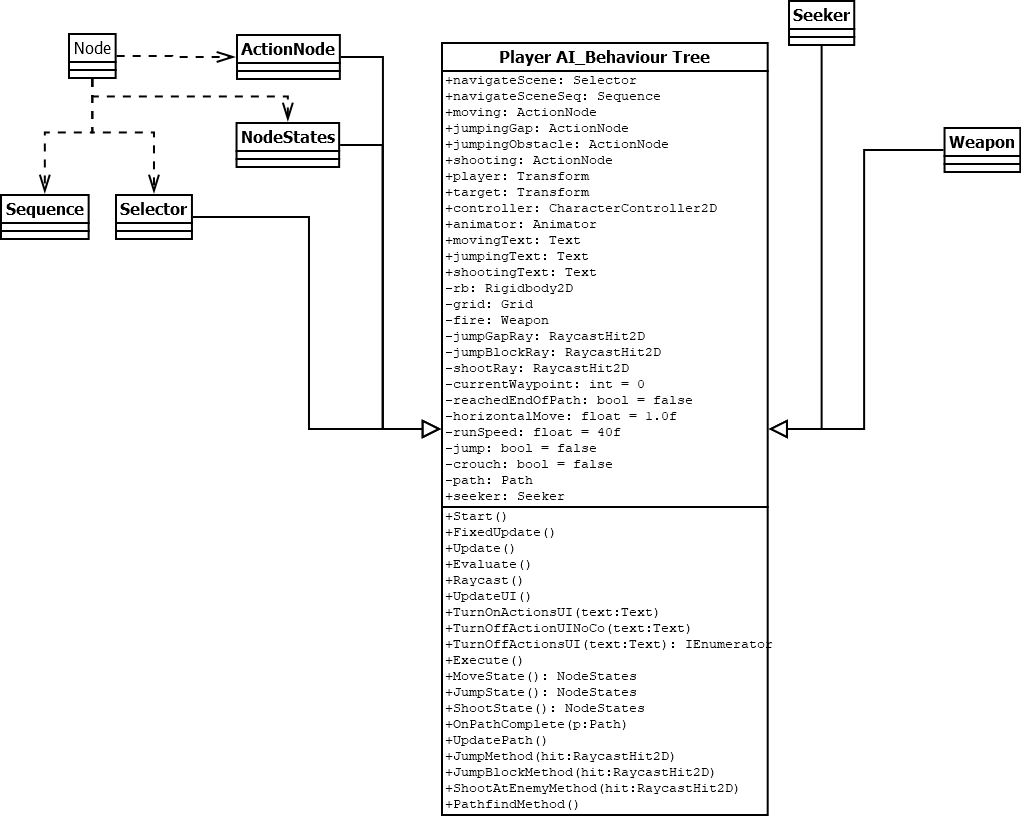 Seeker
Node
ActionNode
Player AI_Behaviour Tree
NodeStates
Weapon
Sequence
Selector
+navigateScene: Selector
+navigateSceneSeq: Sequence
+moving: ActionNode
+jumpingGap: ActionNode
+jumpingObstacle: ActionNode
+shooting: ActionNode
+player: Transform
+target: Transform
+controller: CharacterController2D
+animator: Animator
+movingText: Text
+jumpingText: Text
+shootingText: Text
-rb: Rigidbody2D
-grid: Grid
-fire: Weapon
-jumpGapRay: RaycastHit2D
-jumpBlockRay: RaycastHit2D
-shootRay: RaycastHit2D
-currentWaypoint: int = 0
-reachedEndOfPath: bool = false
-horizontalMove: float = 1.0f
-runSpeed: float = 40f
-jump: bool = false
-crouch: bool = false
-path: Path
+seeker: Seeker
+Start()
+FixedUpdate()
+Update()
+Evaluate()
+Raycast()
+UpdateUI()
+TurnOnActionsUI(text:Text)
+TurnOffActionUINoCo(text:Text)
+TurnOffActionsUI(text:Text): IEnumerator
+Execute()
+MoveState(): NodeStates
+JumpState(): NodeStates
+ShootState(): NodeStates
+OnPathComplete(p:Path)
+UpdatePath()
+JumpMethod(hit:RaycastHit2D)
+JumpBlockMethod(hit:RaycastHit2D)
+ShootAtEnemyMethod(hit:RaycastHit2D)
+PathfindMethod()